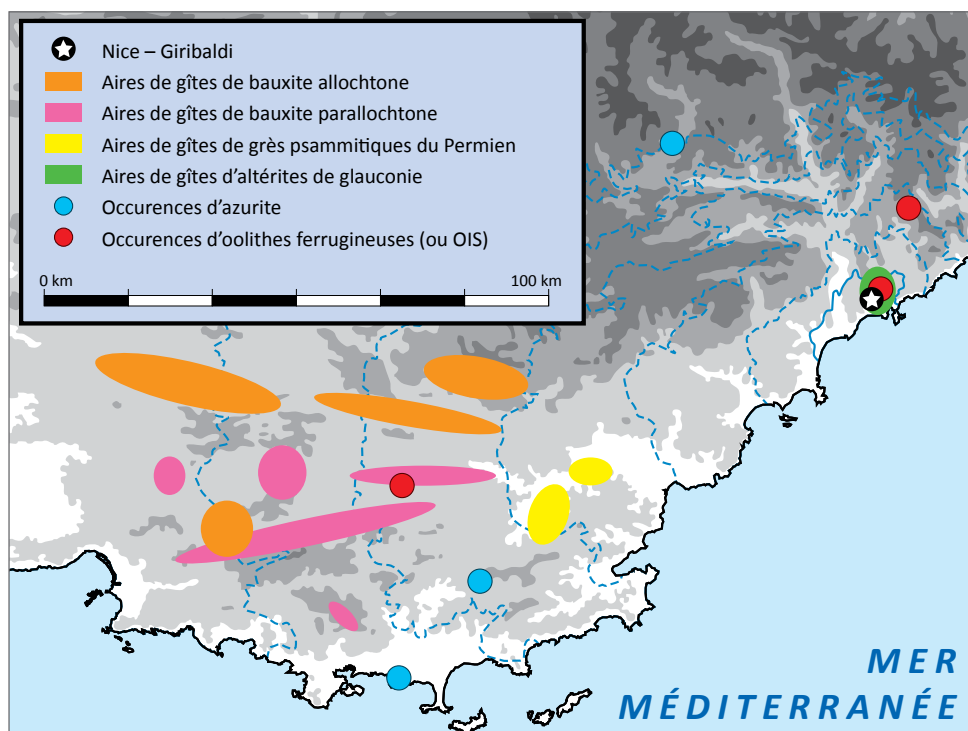 Nice – Giribaldi
Aires de gîtes de bauxite allochtone
Aires de gîtes de bauxite parallochtone
Aires de gîtes de grès psammitiques du Permien
Aires de gîtes d'altérites de glauconie
Occurences d'azurite
Occurences d'oolithes ferrugineuses (ou OIS)
0 km 100 km
MER
MÉDITERRANÉE